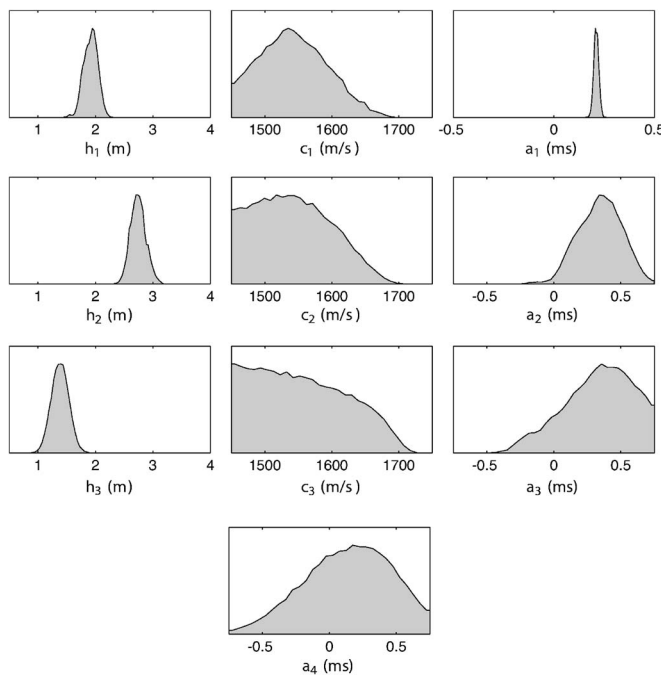 1 2 3 4
h1 (m)
1500 1600 1700
c1 (m/s)
-0.5 0 0.5
a1 (ms)
1 2 3 4
h2 (m)
1500 1600 1700
c2 (m/s)
-0.5 0 0.5
a2 (ms)
1 2 3 4
h3 (m)
1500 1600 1700
c3 (m/s)
-0.5 0 0.5
a3 (ms)
-0.5 0 0.5
a4 (ms)